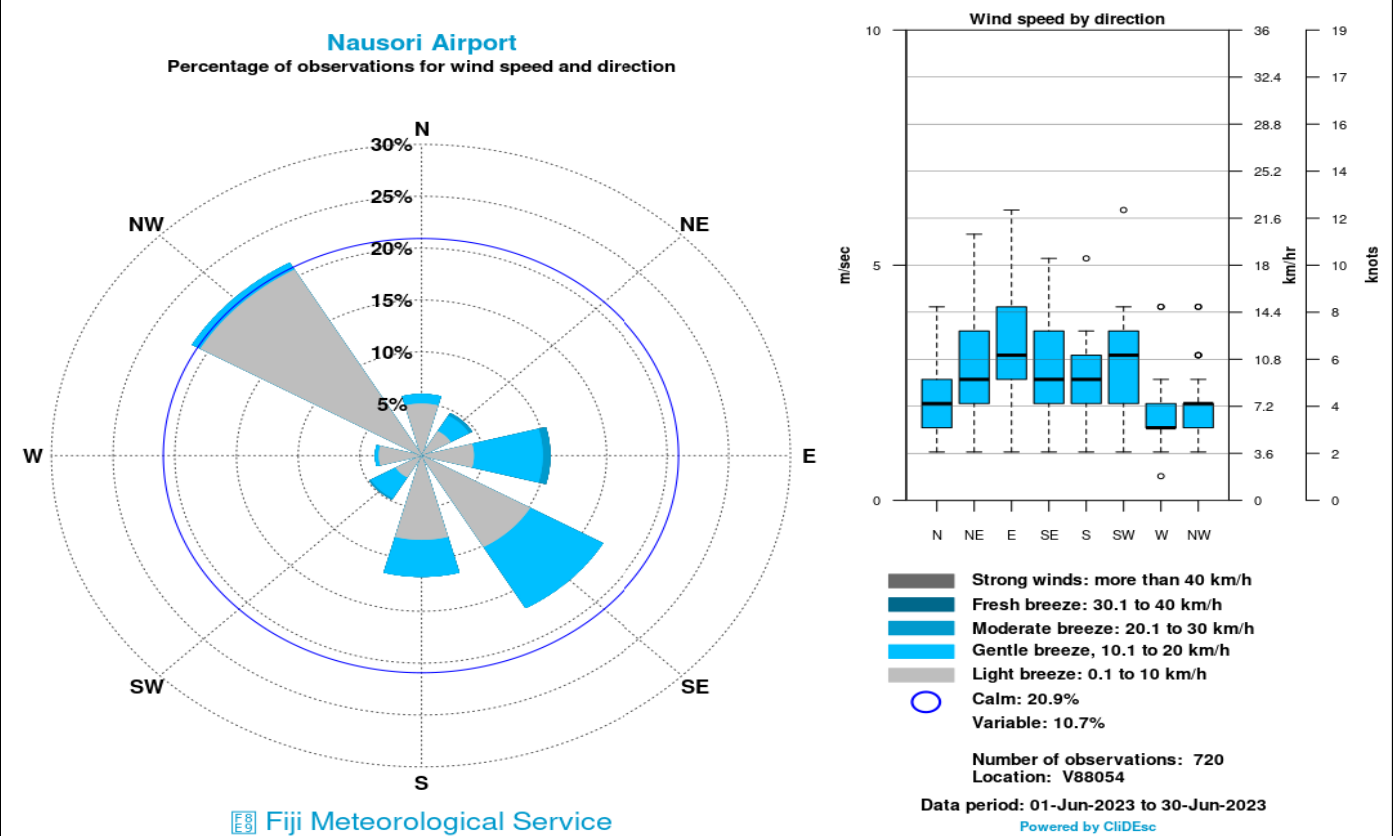 Nausori Airport
Percentage of observations for wind speed and direction
N
30%
25%
NW
NE
20%
15%
10%
5%
W
E
SW
SE
S
Fiji Meteorological Service
Wind speed by direction
10
5
0
m/sec
36
32.4
28.8
25.2
21.6
18
14.4
10.8
7.2
3.6
0
km/hr
19
17
16
14
12
10
8
6
4
2
0
knots
N NE E SE S SW W NW
Strong winds: more than 40 km/h
Fresh breeze: 30.1 to 40 km/h
Moderate breeze: 20.1 to 30 km/h
Gentle breeze, 10.1 to 20 km/h
Light breeze: 0.1 to 10 km/h
Calm: 20.9%
Variable: 10.7%
Number of observations: 720
Location: V88054
Data period: 01-Jun-2023 to 30-Jun-2023
Powered by CliDEsc